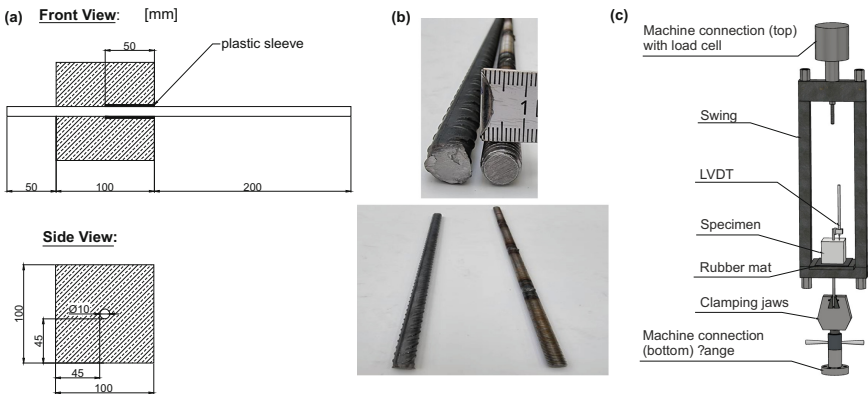 (a) Front View: [mm]
50
plastic sleeve
50
100
200
Side View:
Ø10
100
45
45
100
(b)
1
(c)
Machine connection (top)
with load cell
Swing
LVDT
Specimen
Rubber mat
Clamping jaws
Machine connection
(bottom) ?ange